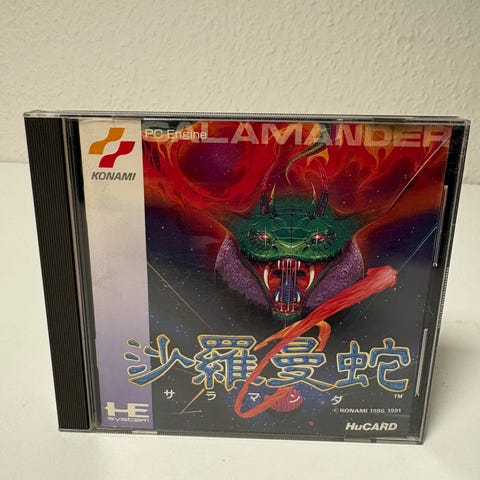 PC Engine
SALAMANDER
KONAMI
沙羅曼蛇
TM
サラマンダ
© KONAMI 1986, 1991
HE
system
HuCARD